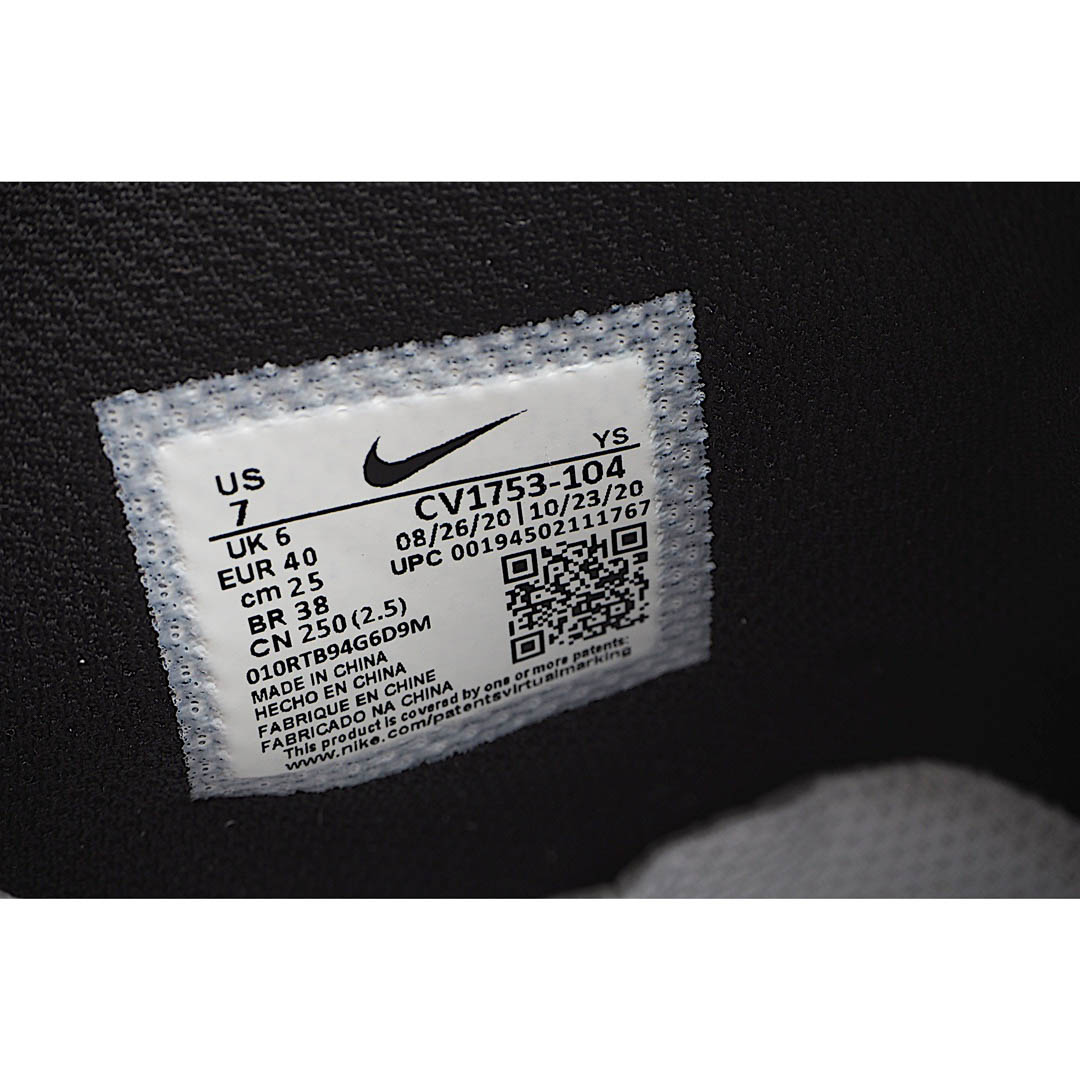 US
7
YS
CV1753-104
08/26/20|10/23/20
UPC 00194502111767
UK 6
EUR 40
cm 25
BR 38
CN 250 (2.5)
010RTB94G6D9M
MADE IN CHINA
HECHO EN CHINA
FABRIQUE EN CHINE
FABRICADO NA CHINA
This product is covered by one or more patents:
www.nike.com/patentsvirtualmarking